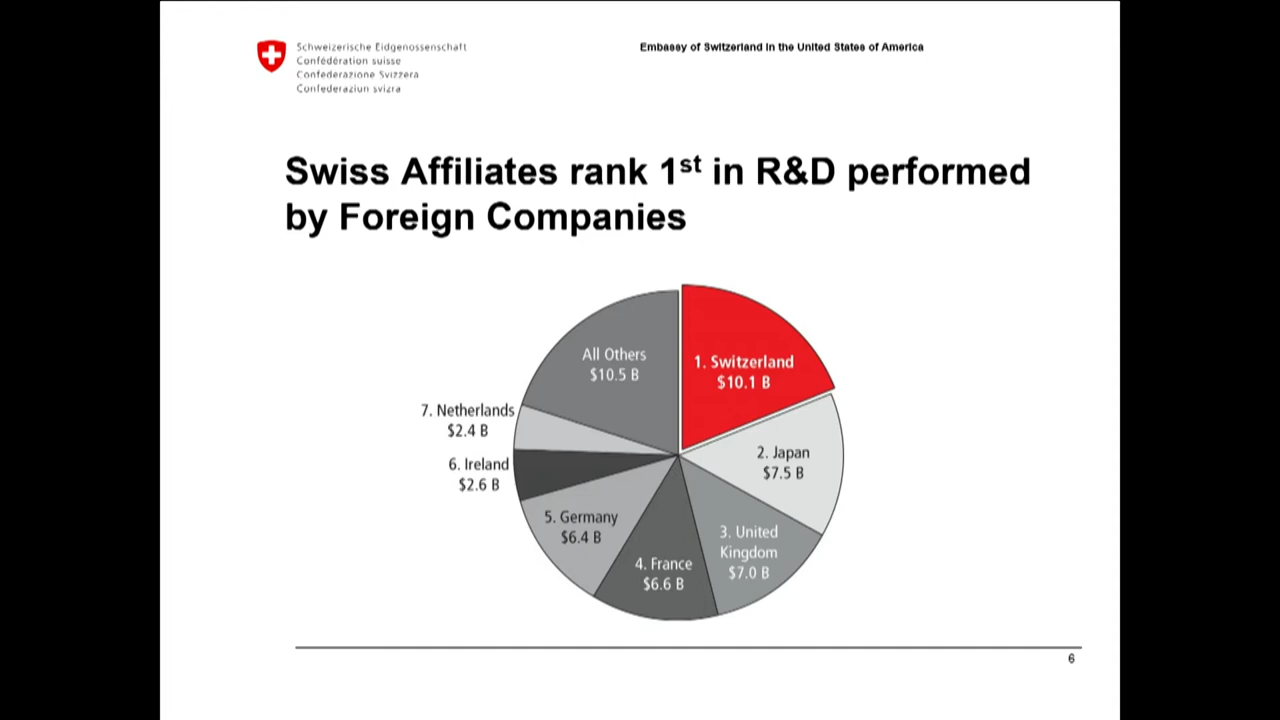 Schweizerische Eidgenossenschaft
Confédération suisse
Confederazione Svizzera
Confederaziun svizra
Embassy of Switzerland in the United States of America
Swiss Affiliates rank 1st in R&D performed
by Foreign Companies
All Others
$10.5 B
1. Switzerland
$10.1 B
7. Netherlands
$2.4 B
2. Japan
$7.5 B
6. Ireland
$2.6 B
5. Germany
$6.4 B
3. United
Kingdom
$7.0 B
4. France
$6.6 B
6